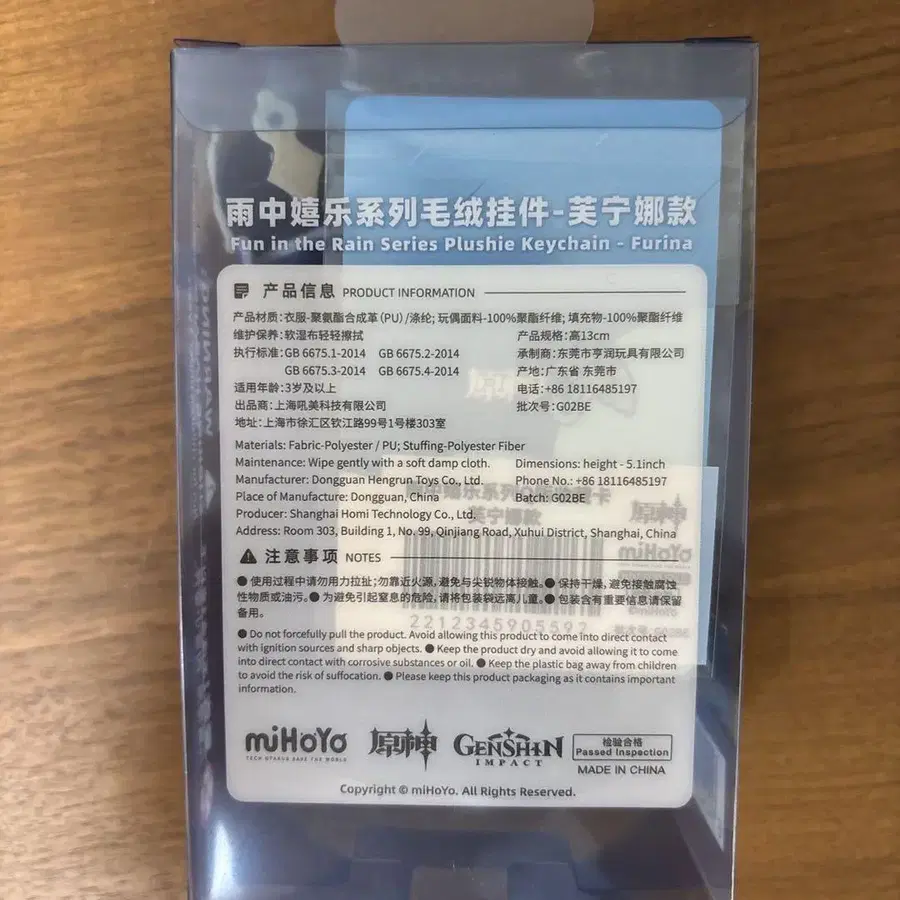 雨中嬉乐系列毛绒挂件-芙宁娜款
Fun in the Rain Series Plushie Keychain - Furina
产品信息 PRODUCT INFORMATION
产品材质:衣服-聚氨酯合成革(PU)/涤纶; 玩偶面料-100%聚酯纤维; 填充物-100%聚酯纤维
维护保养:软湿布轻轻擦拭 产品规格:高13cm
执行标准:GB 6675.1-2014 GB 6675.2-2014 承制商:东莞市亨润玩具有限公司
GB 6675.3-2014 GB 6675.4-2014 产地:广东省 东莞市
适用年龄:3岁及以上 电话:+86 18116485197
出品商:上海吼美科技有限公司 批次号:G02BE
地址:上海市徐汇区钦江路99号1号楼303室
Materials: Fabric-Polyester / PU; Stuffing-Polyester Fiber
Maintenance: Wipe gently with a soft damp cloth. Dimensions: height - 5.1inch
Manufacturer: Dongguan Hengrun Toys Co., Ltd. Phone No.: +86 18116485197
Place of Manufacture: Dongguan, China Batch: G02BE
Producer: Shanghai Homi Technology Co., Ltd.
Address: Room 303, Building 1, No. 99, Qinjiang Road, Xuhui District, Shanghai, China
注意事项 NOTES
● 使用过程中请勿用力拉扯;勿靠近火源,避免与尖锐物体接触。● 保持干燥,避免接触腐蚀
性物质或油污。● 为避免引起窒息的危险,请将包装袋远离儿童。● 包装含有重要信息请保留
备用。
● Do not forcefully pull the product. Avoid allowing this product to come into direct contact
with ignition sources and sharp objects. ● Keep the product dry and avoid allowing it to come
into direct contact with corrosive substances or oil. ● Keep the plastic bag away from children
to avoid the risk of suffocation. ● Please keep this product packaging as it contains important
information.
2212345905592
miHoYo 原神 GENSHIN IMPACT 检验合格
TECH OTAKUS SAVE THE WORLD Passed Inspection
MADE IN CHINA
Copyright © miHoYo. All Rights Reserved.